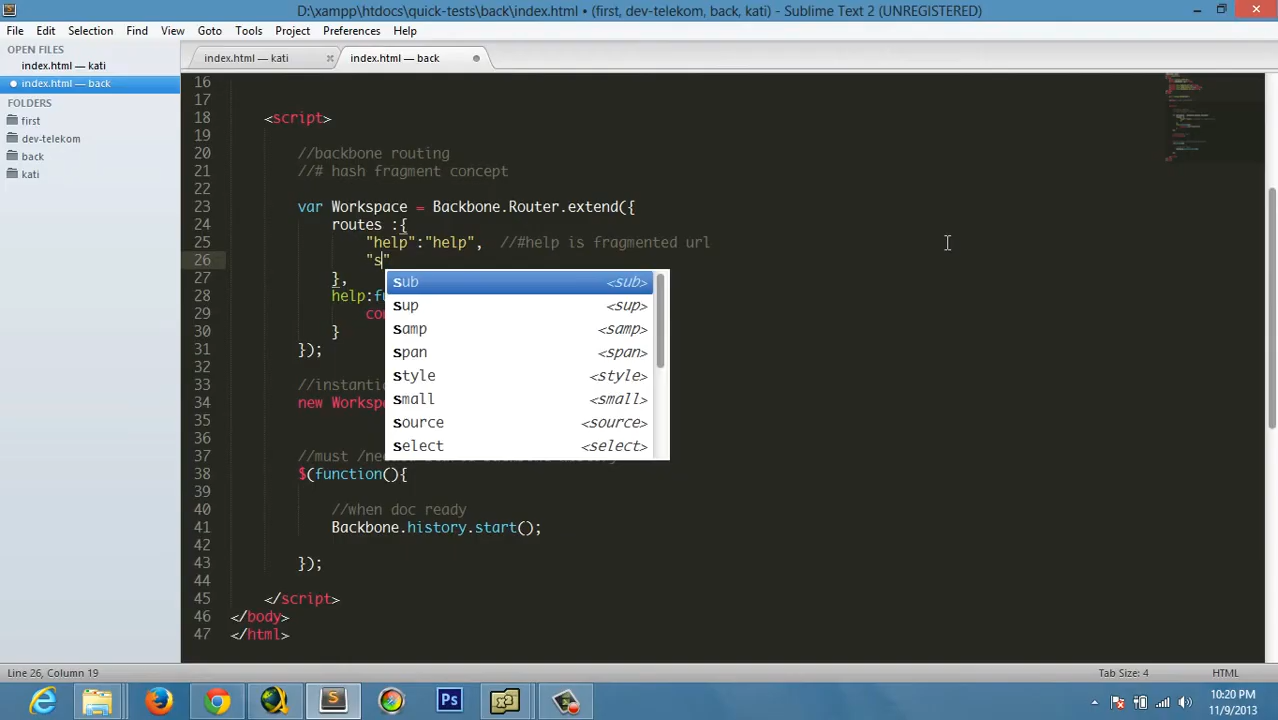 D:\xampp\htdocs\quick-tests\back\index.html • (first, dev-telekom, back, kati) - Sublime Text 2 (UNREGISTERED)
File Edit Selection Find View Goto Tools Project Preferences Help
OPEN FILES
index.html — kati
index.html — back
FOLDERS
first
dev-telekom
back
kati
index.html — kati
index.html — back
16
17
18 <script>
19
20 //backbone routing
21 //# hash fragment concept
22
23 var Workspace = Backbone.Router.extend({
24 routes :{
25 "help":"help", //#help is fragmented url
26 "s"
27 },
28 help:fu
29 con
30 }
31 });
32
33 //instantic
34 new Workspa
35
36
37 //must
38 $(function(){
39
40 //when doc ready
41 Backbone.history.start();
42
43 });
44
45 </script>
46 </body>
47 </html>
sub <sub>
sup <sup>
samp <samp>
span <span>
style <style>
small <small>
source <source>
select <select>
Line 26, Column 19
Tab Size: 4
HTML
Ps
10:20 PM
11/9/2013